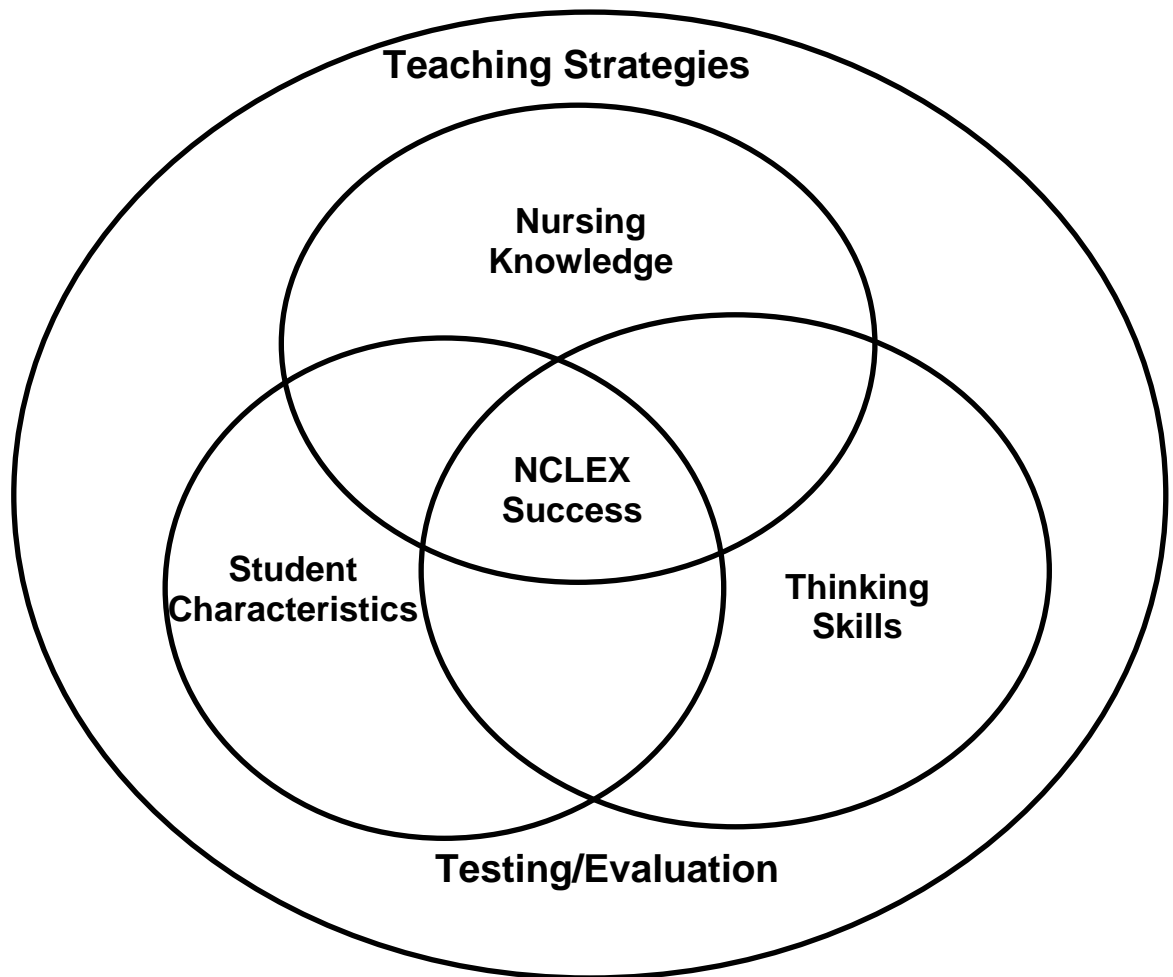 Teaching Strategies
Nursing
Knowledge
NCLEX
Success
Student
Characteristics
Thinking
Skills
Testing/Evaluation